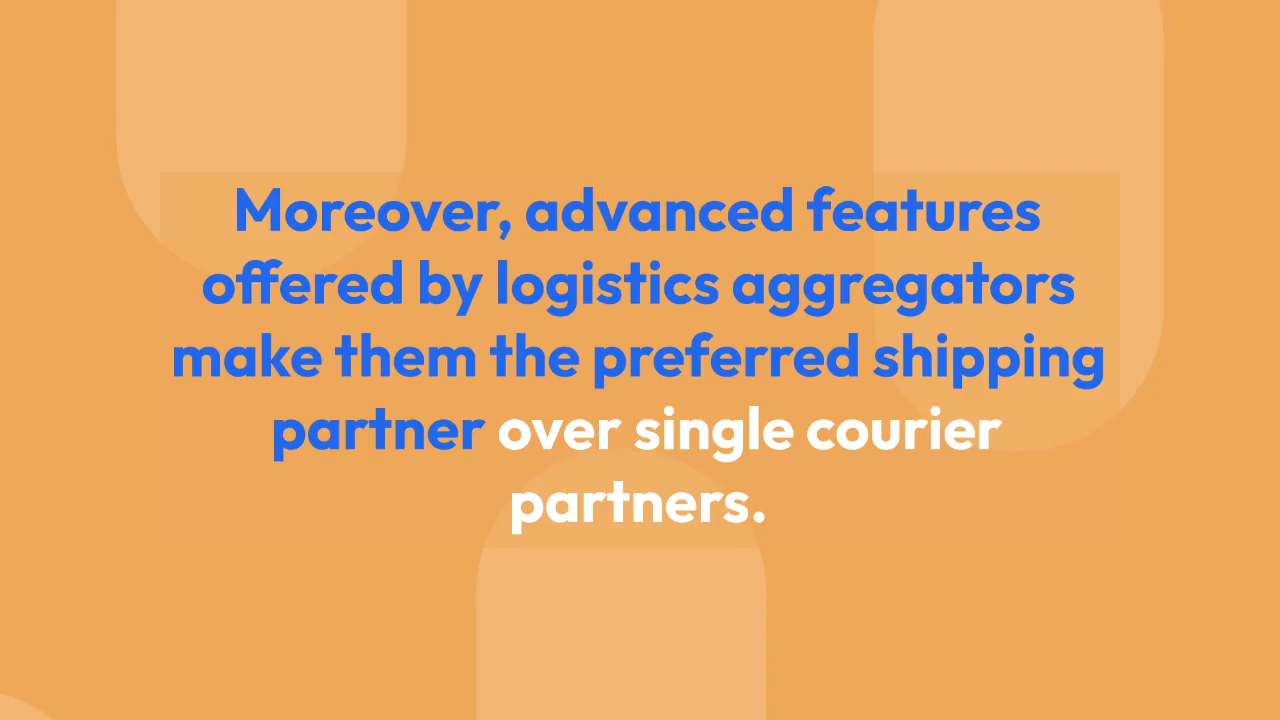 Moreover, advanced features
offered by logistics aggregators
make them the preferred shipping
partner over single courier
partners.